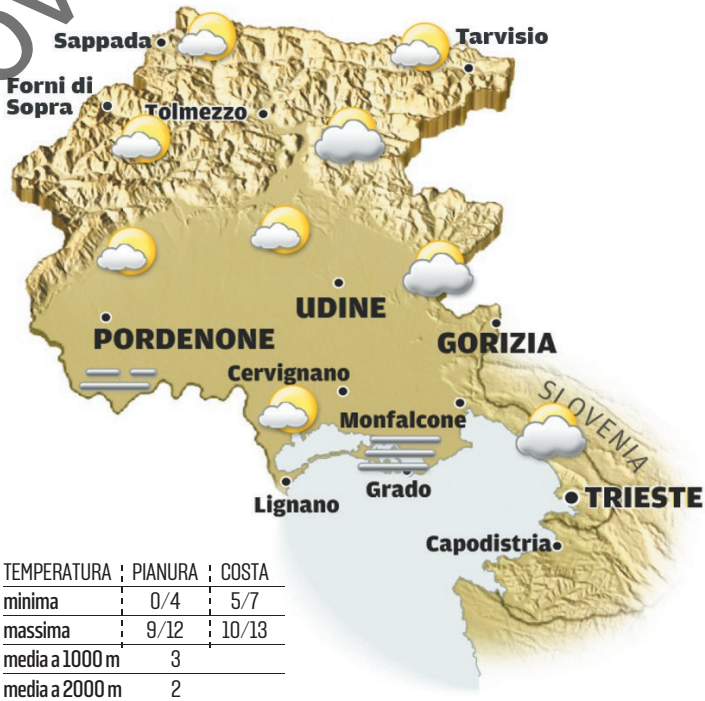 OV
Sappada
Tarvisio
Forni di
Sopra
Tolmezzo
UDINE
PORDENONE
GORIZIA
Cervignano
SLOVENIA
Monfalcone
Grado
Lignano
TRIESTE
Capodistria
TEMPERATURA PIANURA COSTA
minima 0/4 5/7
massima 9/12 10/13
media a 1000 m 3
media a 2000 m 2